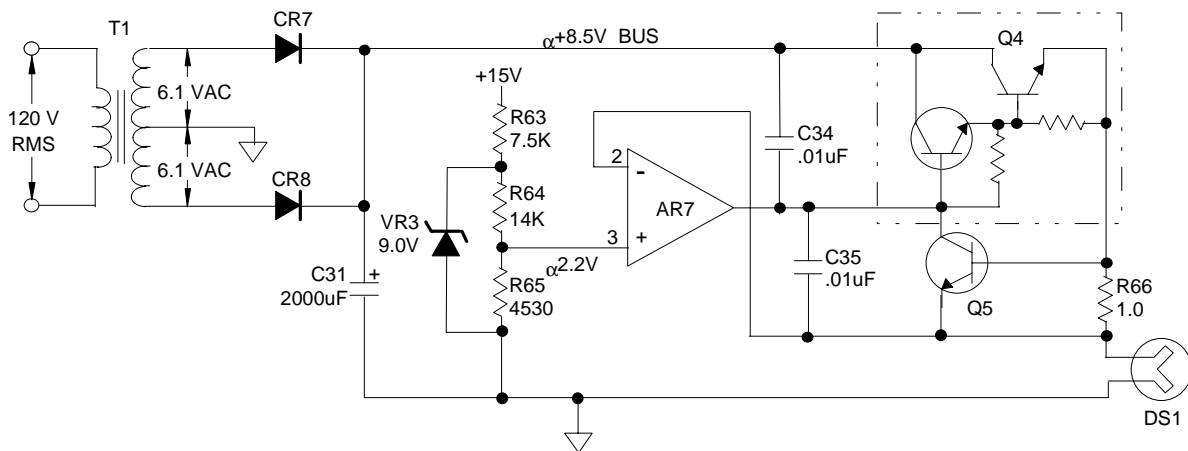 T1
CR7
α+8.5V BUS
Q4
120 V
RMS
6.1 VAC
6.1 VAC
+15V
R63
7.5K
C34
.01uF
2
-
CR8
R64
14K
AR7
VR3
9.0V
3
+
α2.2V
C31
+
2000uF
R65
4530
C35
.01uF
Q5
R66
1.0
DS1